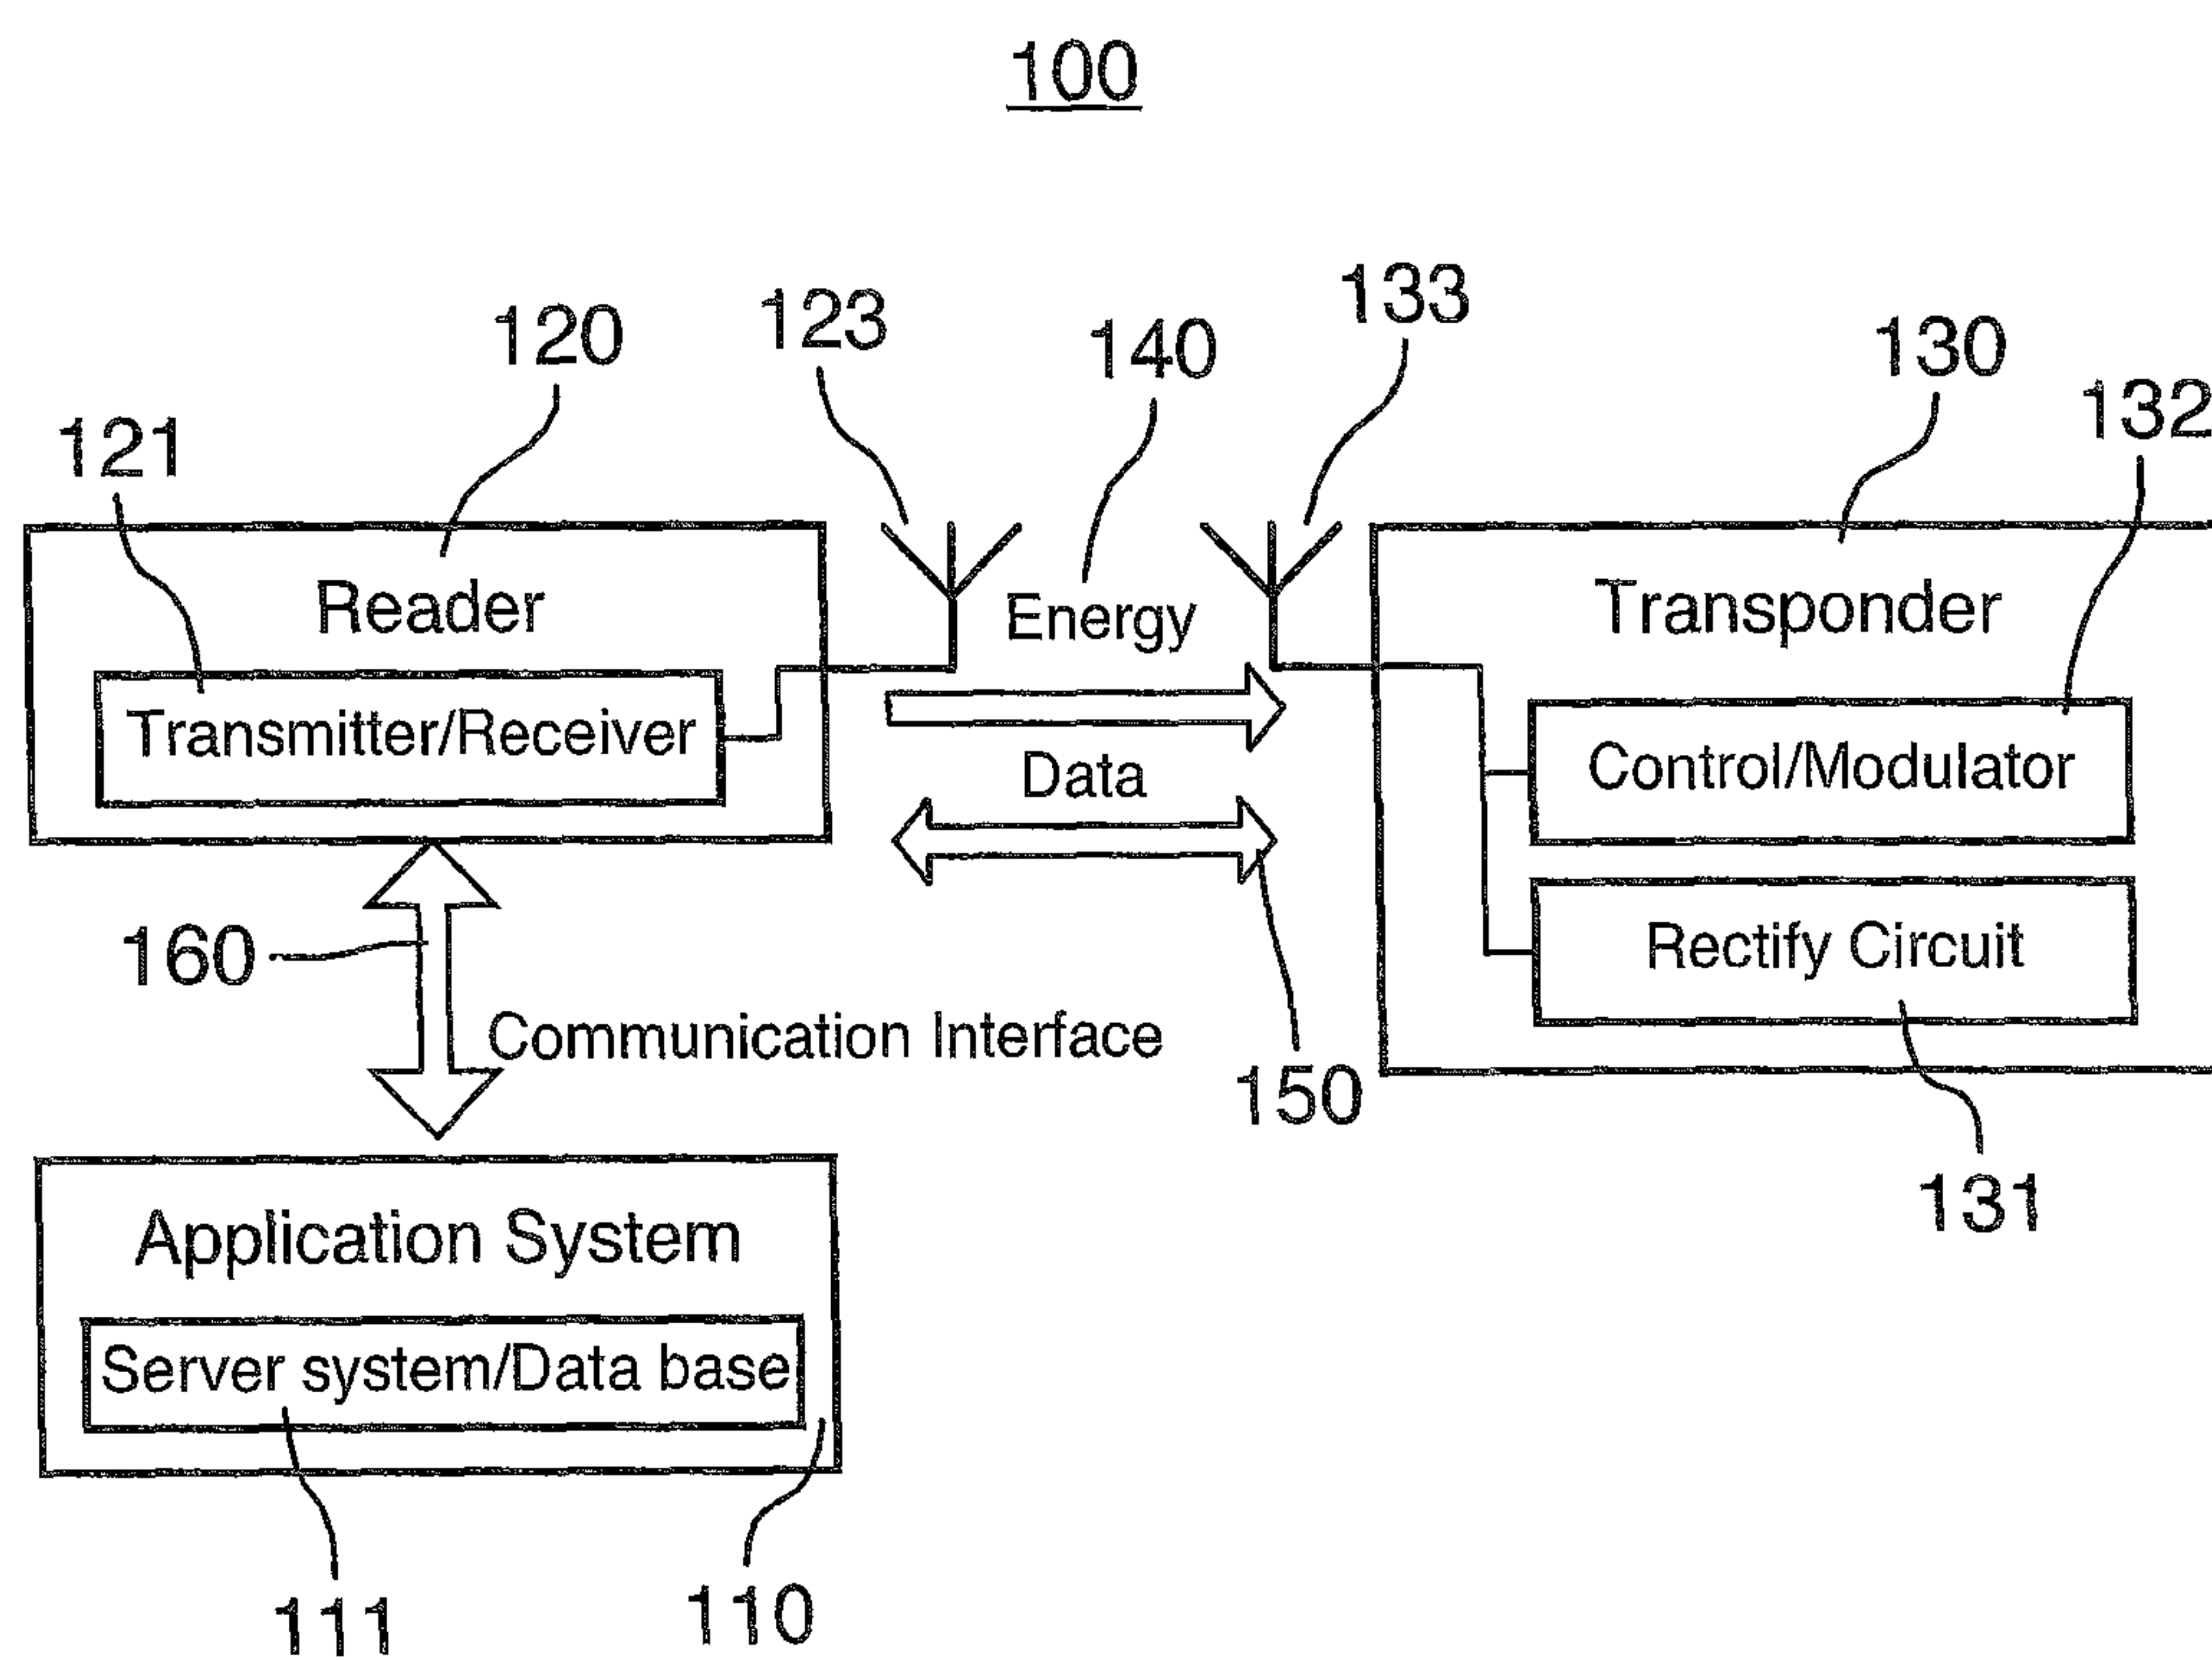 100
120
123
140
133
130
132
121
Reader
Energy
Transponder
Transmitter/Receiver
Data
Control/Modulator
Rectify Circuit
160
Communication Interface
150
131
Application System
Server system/Data base
111
110